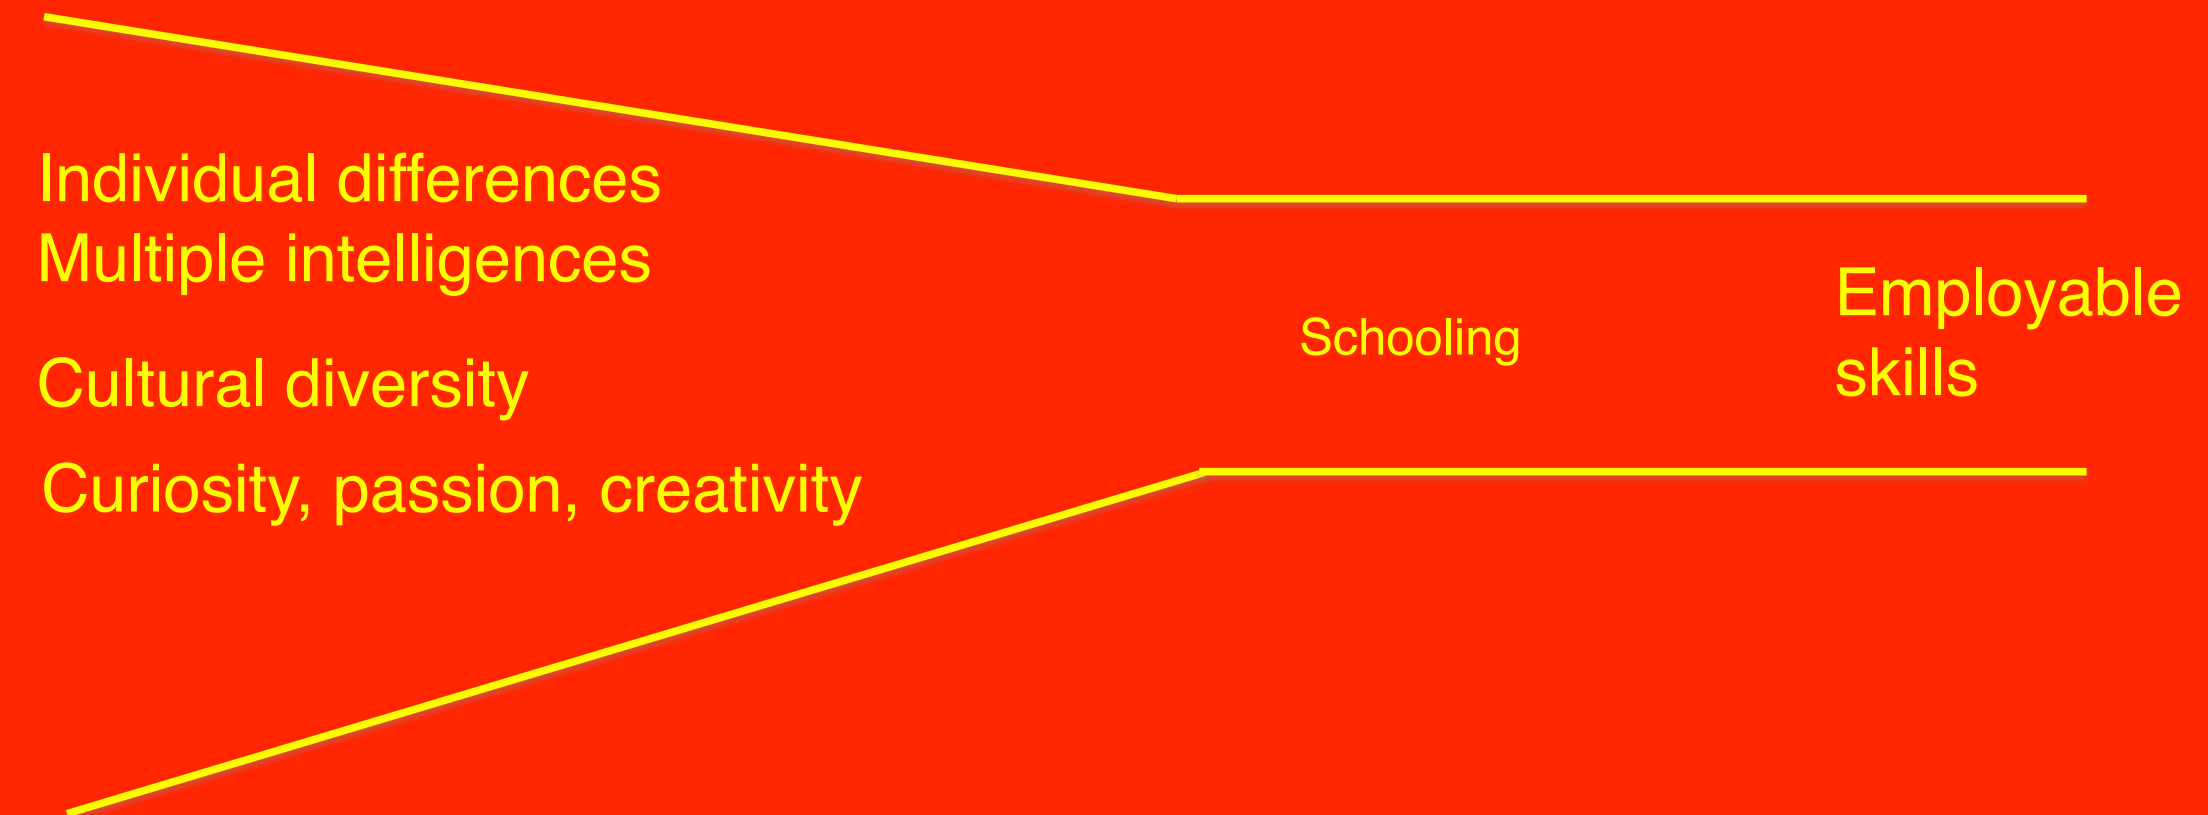 Individual differences
Multiple intelligences
Cultural diversity
Curiosity, passion, creativity
Schooling
Employable
skills